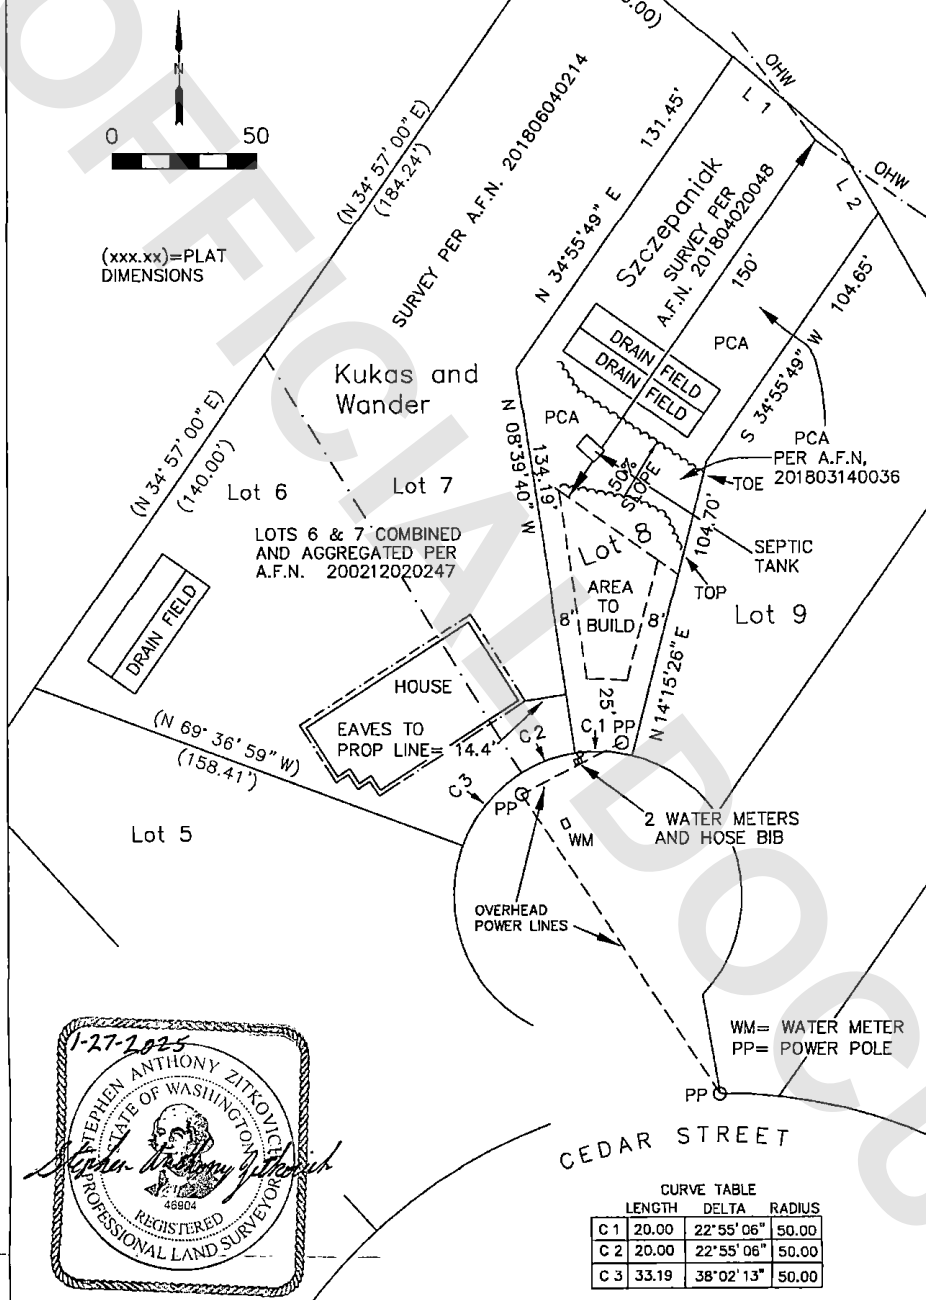 N
0 50
(xxx.xx)=PLAT
DIMENSIONS
(N 34° 57' 00" E)
(184.24')
SURVEY PER A.F.N. 201806040214
131.45'
N 34°55'49" E
OHW
L 1
OHW
L 2
Szczepaniak
SURVEY PER
A.F.N. 201804020048
150'
104.65'
S 34°55'49" W
DRAIN FIELD
DRAIN FIELD
PCA
Kukas and
Wander
(N 34° 57' 00" E)
(140.00')
PCA
N 08°39'40" W
134.19'
50%
SLOPE
PCA
PER A.F.N,
201803140036
TOE
104.70'
Lot 6
Lot 7
LOTS 6 & 7 COMBINED
AND AGGREGATED PER
A.F.N. 200212020247
Lot 8
SEPTIC
TANK
TOP
AREA
TO
BUILD
8'
8'
Lot 9
N 14°15'26" E
DRAIN FIELD
HOUSE
EAVES TO
PROP LINE= 14.4'
25'
C 1
PP
C 2
C 3
(N 69° 36' 59" W)
(158.41')
PP
WM
2 WATER METERS
AND HOSE BIB
Lot 5
OVERHEAD
POWER LINES
WM= WATER METER
PP= POWER POLE
PP
CEDAR STREET
1-27-2025
STEPHEN ANTHONY ZITKOVICH
STATE OF WASHINGTON
46904
REGISTERED
PROFESSIONAL LAND SURVEYOR
Stephen Anthony Zitkovich
CURVE TABLE
LENGTH DELTA RADIUS
C 1 20.00 22°55'06" 50.00
C 2 20.00 22°55'06" 50.00
C 3 33.19 38°02'13" 50.00